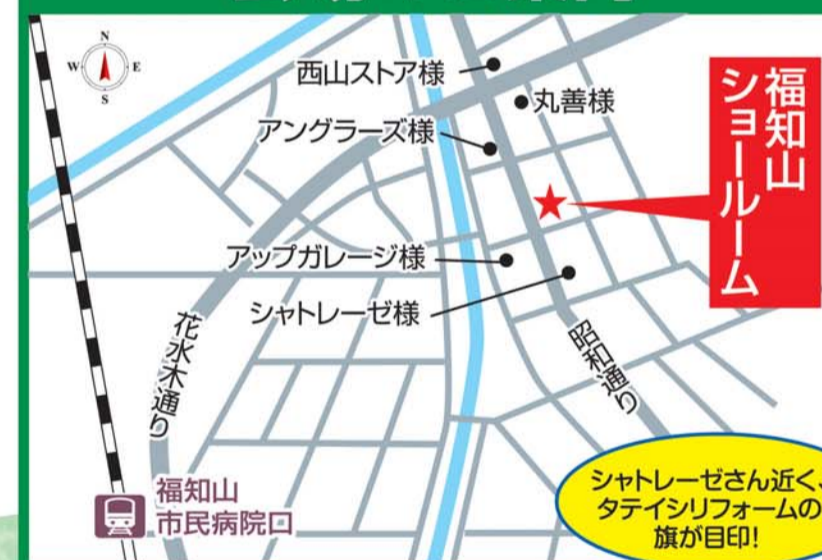 N
W
E
S
西山ストア様
丸善様
アングラーズ様
福知山
ショールーム
アップガレージ様
シャトレーゼ様
花水木通り
昭和通り
福知山
市民病院口
シャトレーゼさん近く、
タテイシリフォームの
旗が目印!